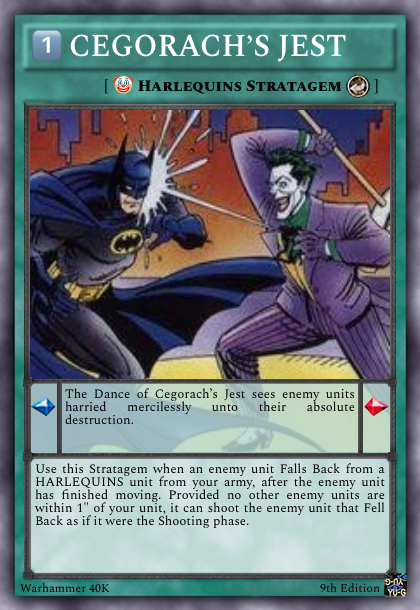 1 CEGORACH'S JEST
[ HARLEQUINS STRATAGEM ]
The Dance of Cegorach's Jest sees enemy units
harried mercilessly unto their absolute
destruction.
Use this Stratagem when an enemy unit Falls Back from a
HARLEQUINS unit from your army, after the enemy unit
has finished moving. Provided no other enemy units are
within 1" of your unit, it can shoot the enemy unit that Fell
Back as if it were the Shooting phase.
Warhammer 40K
9th Edition